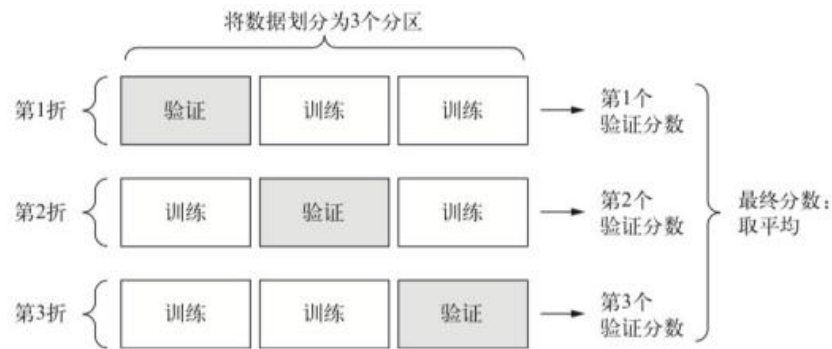 将数据划分为3个分区
第1折
验证
训练
训练
第1个
验证分数
第2折
训练
验证
训练
第2个
验证分数
最终分数：
取平均
第3折
训练
训练
验证
第3个
验证分数